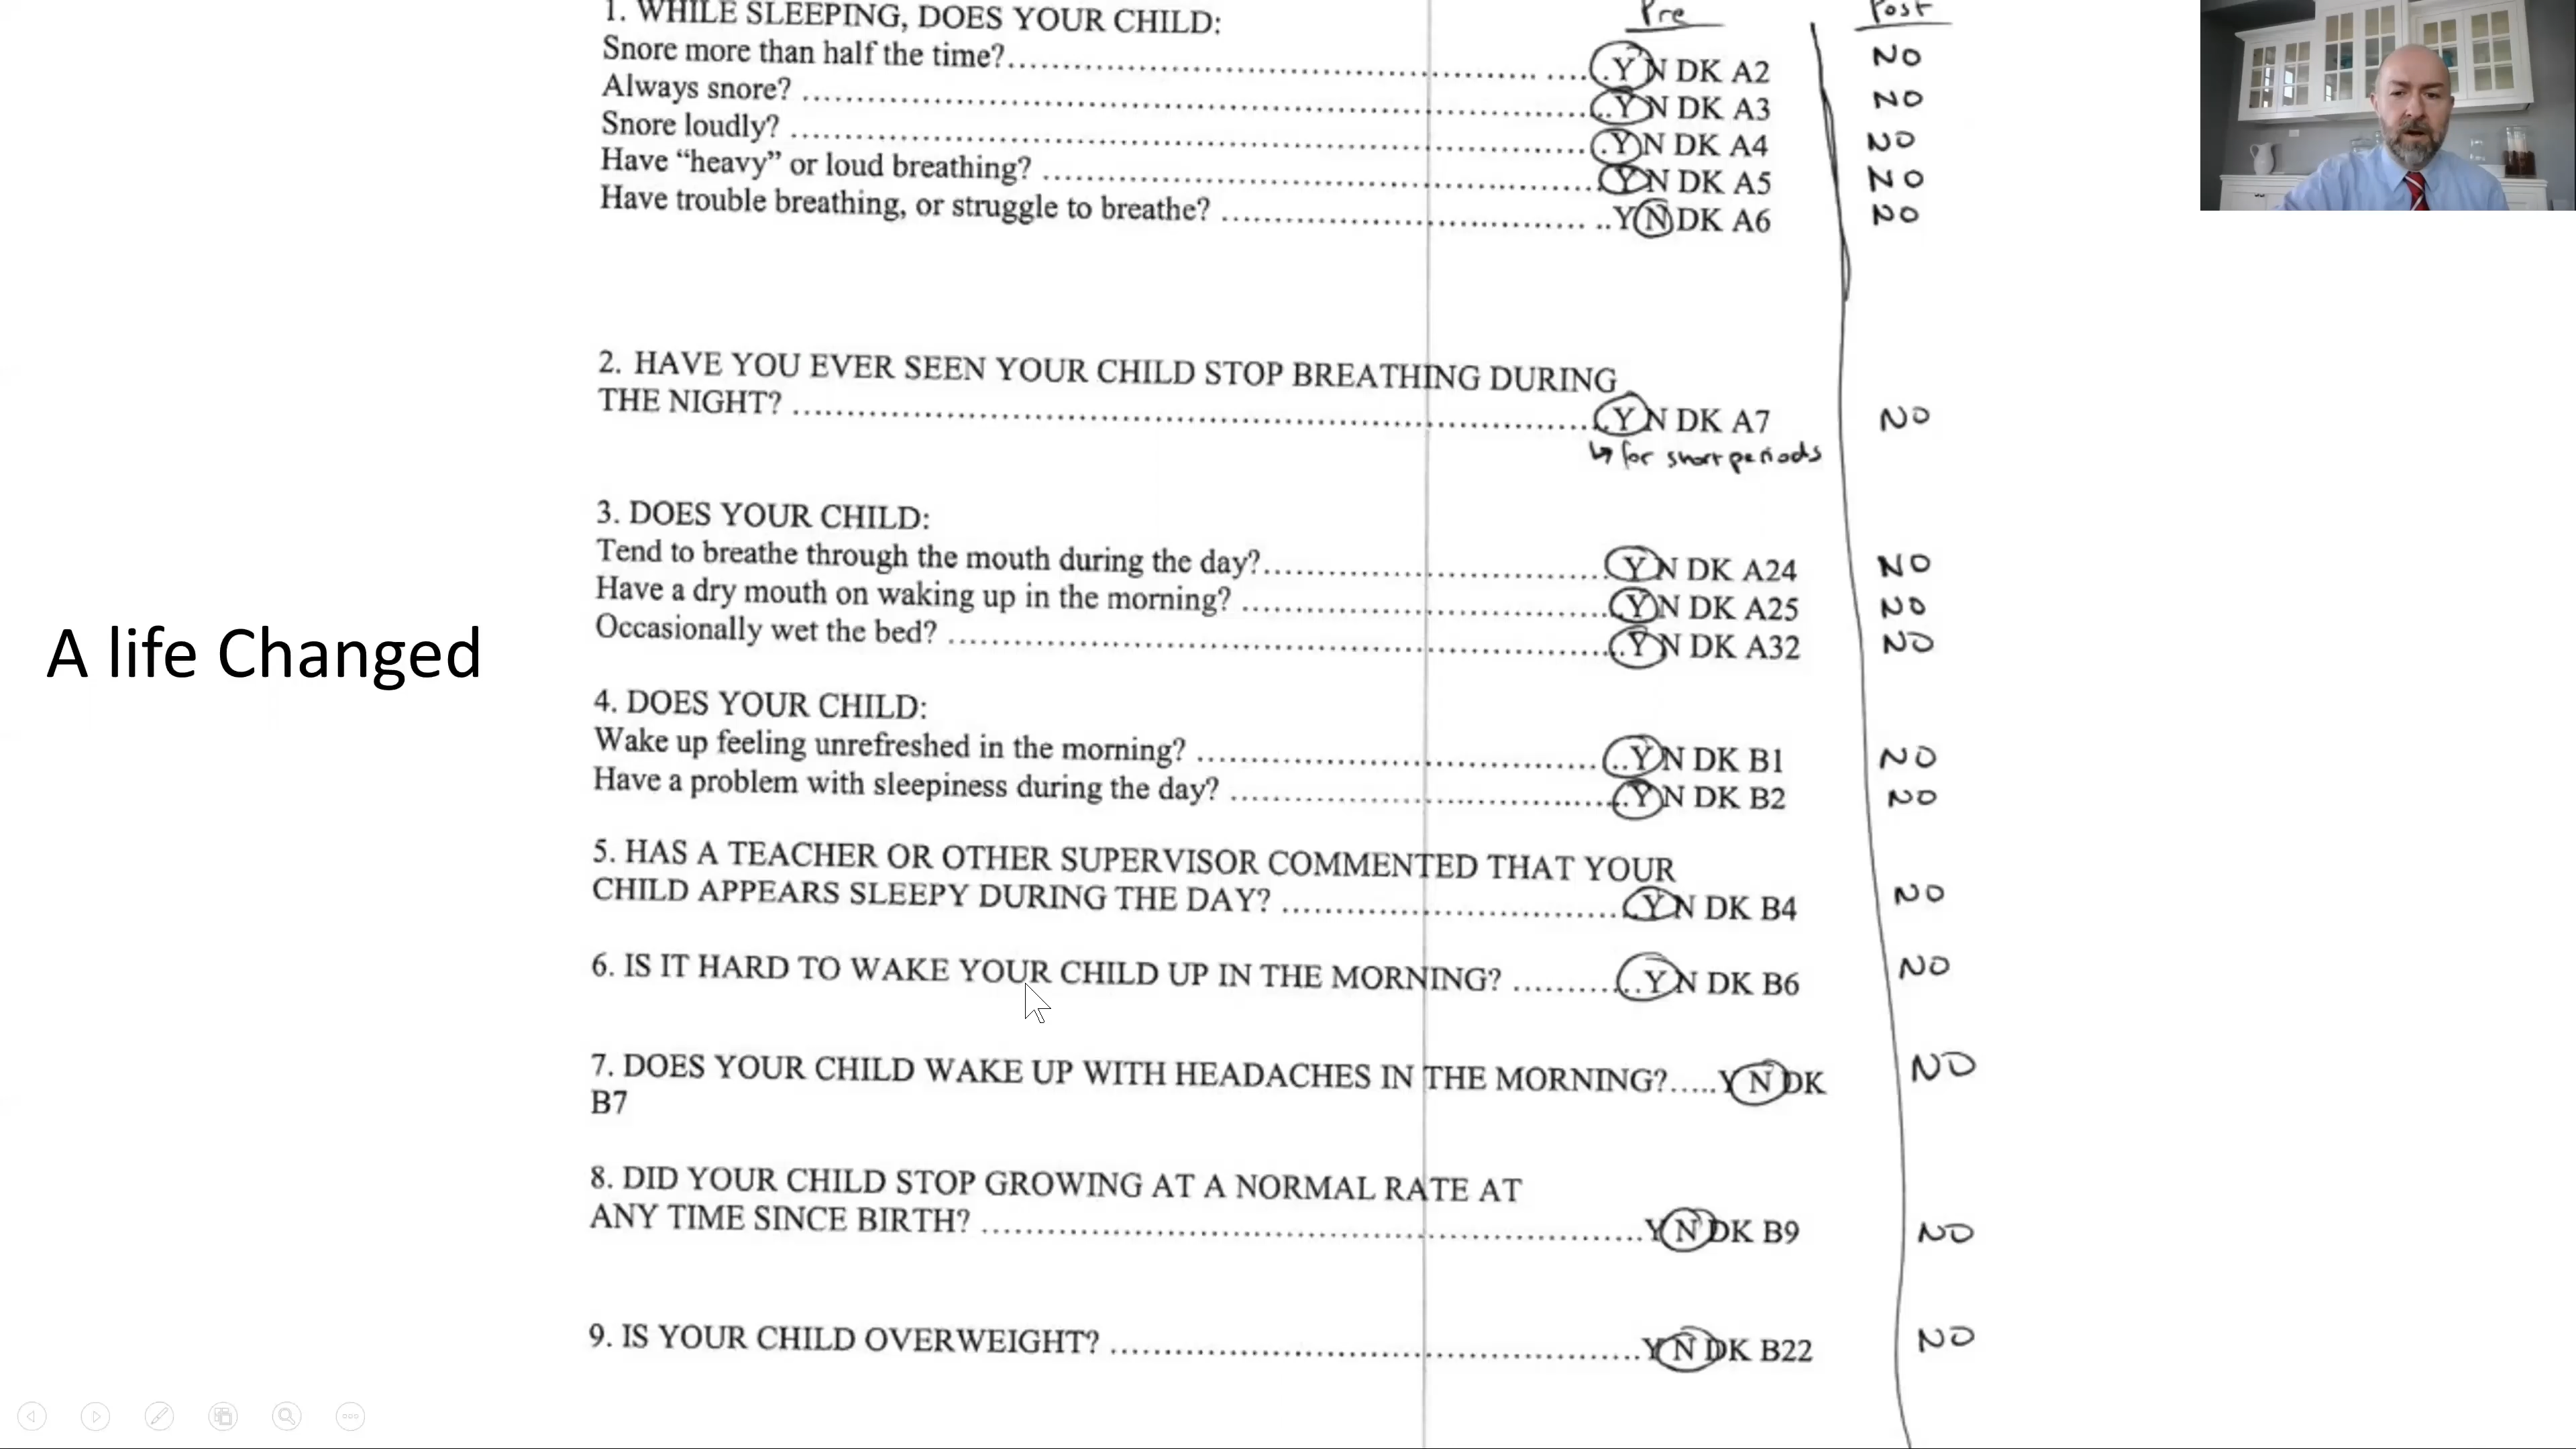 1. WHILE SLEEPING, DOES YOUR CHILD: Pre Post
Snore more than half the time?..................................................................... .....Y N DK A2 NO
Always snore? ..................................................................................................Y N DK A3 NO
Snore loudly? ...................................................................................................Y N DK A4 NO
Have “heavy” or loud breathing? ......................................................................Y N DK A5 NO
Have trouble breathing, or struggle to breathe? .............................................. ..Y N DK A6 NO
2. HAVE YOU EVER SEEN YOUR CHILD STOP BREATHING DURING
THE NIGHT? ...................................................................................................Y N DK A7 NO
↳ for short periods
3. DOES YOUR CHILD:
Tend to breathe through the mouth during the day?...........................................Y N DK A24 NO
Have a dry mouth on waking up in the morning? .............................................Y N DK A25 NO
Occasionally wet the bed? .................................................................................Y N DK A32 NO
A life Changed
4. DOES YOUR CHILD:
Wake up feeling unrefreshed in the morning? ....................................................Y N DK B1 NO
Have a problem with sleepiness during the day? ................................................Y N DK B2 NO
5. HAS A TEACHER OR OTHER SUPERVISOR COMMENTED THAT YOUR
CHILD APPEARS SLEEPY DURING THE DAY? ..........................................Y N DK B4 NO
6. IS IT HARD TO WAKE YOUR CHILD UP IN THE MORNING? ..............Y N DK B6 NO
7. DOES YOUR CHILD WAKE UP WITH HEADACHES IN THE MORNING?.....Y N DK NO
B7
8. DID YOUR CHILD STOP GROWING AT A NORMAL RATE AT
ANY TIME SINCE BIRTH? ...............................................................................Y N DK B9 NO
9. IS YOUR CHILD OVERWEIGHT? ................................................................Y N DK B22 NO